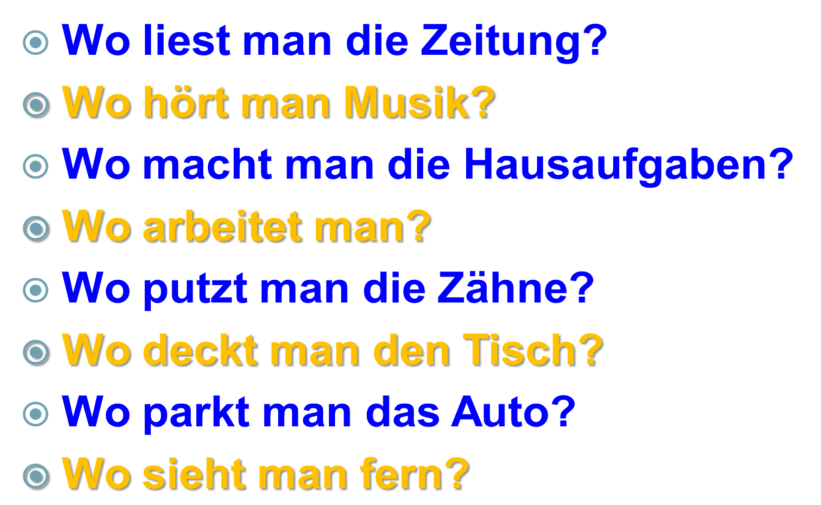 Wo liest man die Zeitung?
Wo hört man Musik?
Wo macht man die Hausaufgaben?
Wo arbeitet man?
Wo putzt man die Zähne?
Wo deckt man den Tisch?
Wo parkt man das Auto?
Wo sieht man fern?